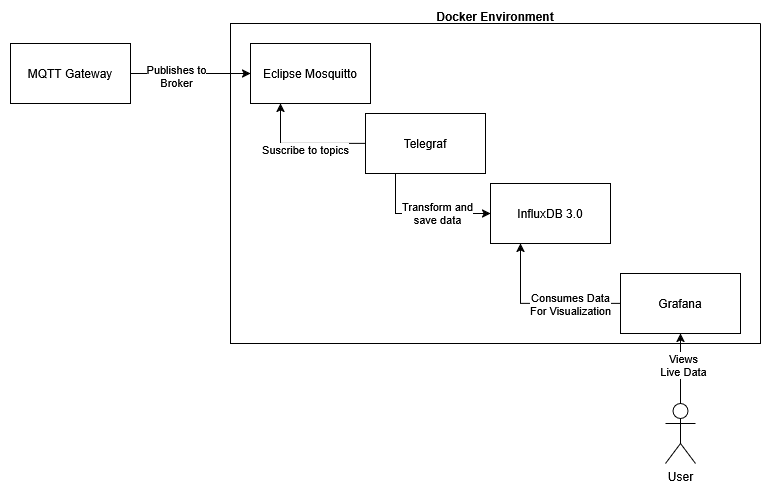 Docker Environment
MQTT Gateway
Publishes to
Broker
Eclipse Mosquitto
Suscribe to topics
Telegraf
Transform and
save data
InfluxDB 3.0
Consumes Data
For Visualization
Grafana
Views
Live Data
User